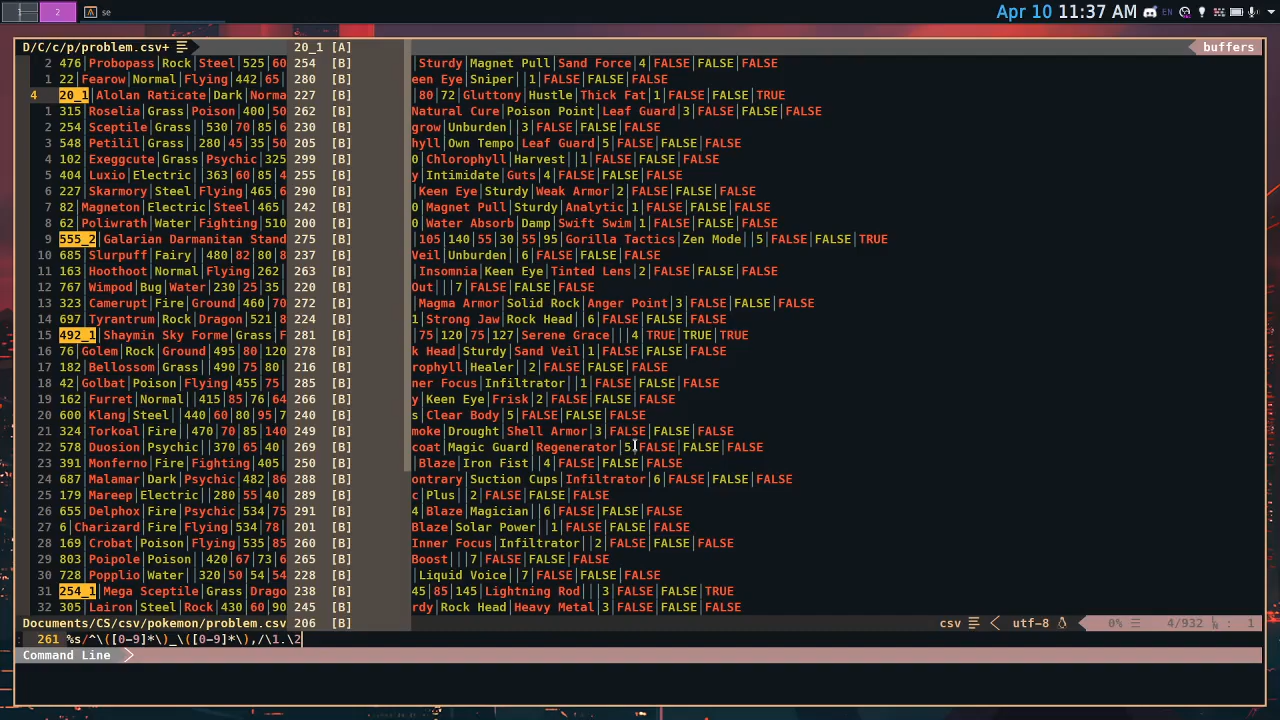 1 2 se Apr 10 11:37 AM EN
D/C/c/p/problem.csv+ 20_1 [A] buffers
2 476|Probopass|Rock|Steel|525|60 254 [B] |Sturdy|Magnet Pull|Sand Force|4|FALSE|FALSE|FALSE
1 22|Fearow|Normal|Flying|442|65| 280 [B] een Eye|Sniper||1|FALSE|FALSE|FALSE
4 20_1|Alolan Raticate|Dark|Norma 227 [B] |80|72|Gluttony|Hustle|Thick Fat|1|FALSE|FALSE|TRUE
1 315|Roselia|Grass|Poison|400|50 262 [B] Natural Cure|Poison Point|Leaf Guard|3|FALSE|FALSE|FALSE
2 254|Sceptile|Grass||530|70|85|6 230 [B] grow|Unburden||3|FALSE|FALSE|FALSE
3 548|Petilil|Grass||280|45|35|50 205 [B] hyll|Own Tempo|Leaf Guard|5|FALSE|FALSE|FALSE
4 102|Exeggcute|Grass|Psychic|325 299 [B] 0|Chlorophyll|Harvest||1|FALSE|FALSE|FALSE
5 404|Luxio|Electric||363|60|85|4 255 [B] y|Intimidate|Guts|4|FALSE|FALSE|FALSE
6 227|Skarmory|Steel|Flying|465|6 290 [B] |Keen Eye|Sturdy|Weak Armor|2|FALSE|FALSE|FALSE
7 82|Magneton|Electric|Steel|465| 242 [B] 0|Magnet Pull|Sturdy|Analytic|1|FALSE|FALSE|FALSE
8 62|Poliwrath|Water|Fighting|510 200 [B] 0|Water Absorb|Damp|Swift Swim|1|FALSE|FALSE|FALSE
9 555_2|Galarian Darmanitan Stand 275 [B] |105|140|55|30|55|95|Gorilla Tactics|Zen Mode||5|FALSE|FALSE|TRUE
10 685|Slurpuff|Fairy||480|82|80|8 237 [B] Veil|Unburden||6|FALSE|FALSE|FALSE
11 163|Hoothoot|Normal|Flying|262| 263 [B] |Insomnia|Keen Eye|Tinted Lens|2|FALSE|FALSE|FALSE
12 767|Wimpod|Bug|Water|230|25|35| 220 [B] Out|||7|FALSE|FALSE|FALSE
13 323|Camerupt|Fire|Ground|460|70 272 [B] |Magma Armor|Solid Rock|Anger Point|3|FALSE|FALSE|FALSE
14 697|Tyrantrum|Rock|Dragon|521|8 224 [B] 1|Strong Jaw|Rock Head||6|FALSE|FALSE|FALSE
15 492_1|Shaymin Sky Forme|Grass|F 281 [B] |75|120|75|127|Serene Grace|||4|TRUE|TRUE|TRUE
16 76|Golem|Rock|Ground|495|80|120 278 [B] k Head|Sturdy|Sand Veil|1|FALSE|FALSE|FALSE
17 182|Bellossom|Grass||490|75|80| 216 [B] rophyll|Healer||2|FALSE|FALSE|FALSE
18 42|Golbat|Poison|Flying|455|75| 285 [B] ner Focus|Infiltrator||1|FALSE|FALSE|FALSE
19 162|Furret|Normal||415|85|76|64 266 [B] y|Keen Eye|Frisk|2|FALSE|FALSE|FALSE
20 600|Klang|Steel||440|60|80|95|7 240 [B] s|Clear Body|5|FALSE|FALSE|FALSE
21 324|Torkoal|Fire||470|70|85|140 243 [B] moke|Drought|Shell Armor|3|FALSE|FALSE|FALSE
22 578|Duosion|Psychic||370|65|40| 269 [B] coat|Magic Guard|Regenerator|5|FALSE|FALSE|FALSE
23 391|Monferno|Fire|Fighting|405| 250 [B] |Blaze|Iron Fist||4|FALSE|FALSE|FALSE
24 687|Malamar|Dark|Psychic|482|86 288 [B] ontrary|Suction Cups|Infiltrator|6|FALSE|FALSE|FALSE
25 179|Mareep|Electric||280|55|40| 289 [B] c|Plus||2|FALSE|FALSE|FALSE
26 655|Delphox|Fire|Psychic|534|75 291 [B] 4|Blaze|Magician||6|FALSE|FALSE|FALSE
27 6|Charizard|Fire|Flying|534|78| 201 [B] Blaze|Solar Power||1|FALSE|FALSE|FALSE
28 169|Crobat|Poison|Flying|535|85 260 [B] Inner Focus|Infiltrator||2|FALSE|FALSE|FALSE
29 803|Poipole|Poison||420|67|73|6 265 [B] Boost|||7|FALSE|FALSE|FALSE
30 728|Popplio|Water||320|50|54|54 228 [B] |Liquid Voice||7|FALSE|FALSE|FALSE
31 254_1|Mega Sceptile|Grass|Drago 238 [B] 45|85|145|Lightning Rod|||3|FALSE|FALSE|TRUE
32 305|Lairon|Steel|Rock|430|60|90 245 [B] rdy|Rock Head|Heavy Metal|3|FALSE|FALSE|FALSE
Documents/CS/csv/pokemon/problem.csv 206 [B] csv utf-8 0% 4/932 : 1
: 261 %s/^\([0-9]*\)_\([0-9]*\),/\1.\2
Command Line